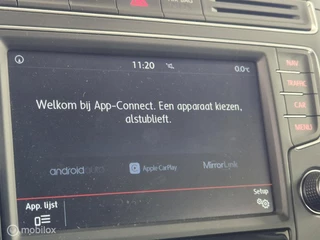 11:20
0.0°C
Welkom bij App-Connect. Een apparaat kiezen,
alstublieft.
androidauto
Apple CarPlay
MirrorLink
App. lijst
Setup
NAV
TRAFFIC
CAR
MENU
© mobilox